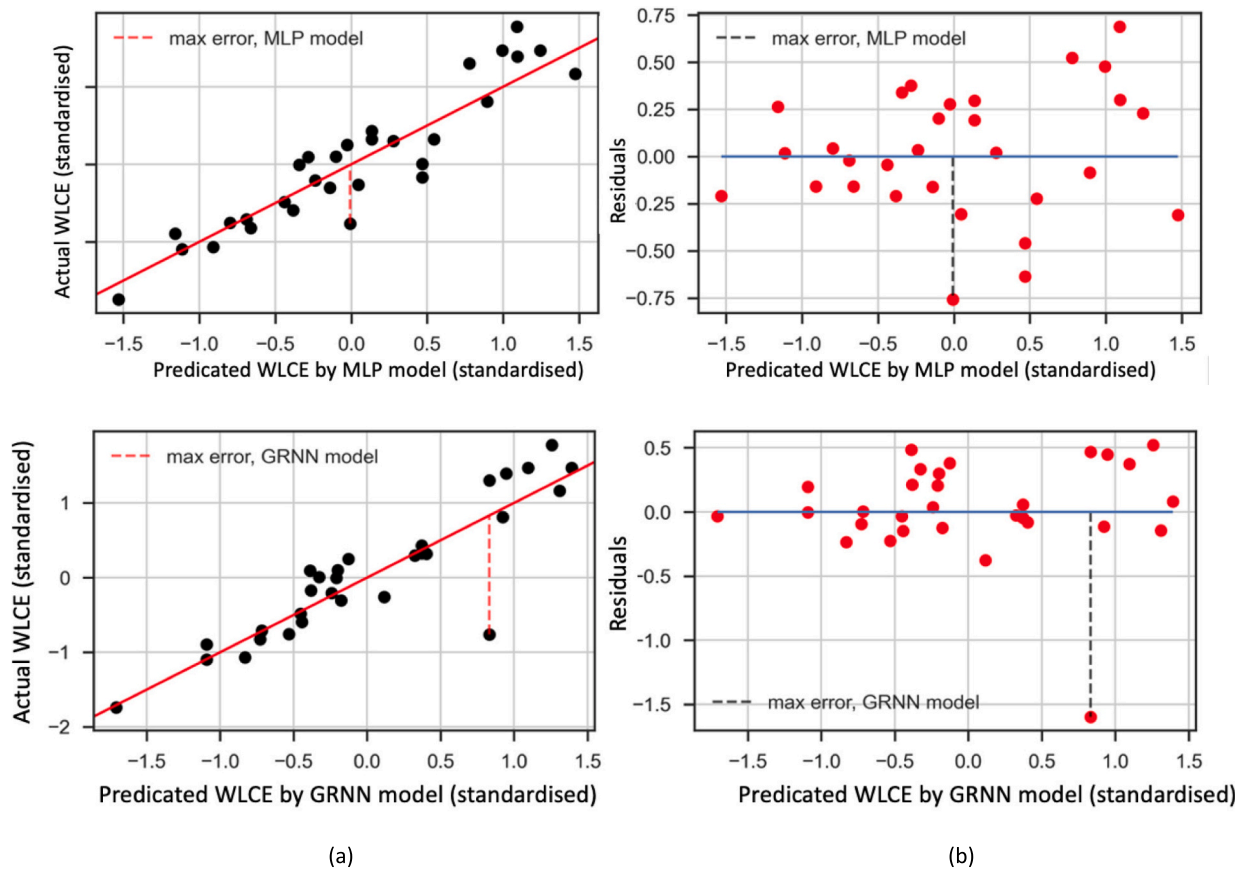 max error, MLP model
Actual WLCE (standardised)
−1.5 −1.0 −0.5 0.0 0.5 1.0 1.5
Predicated WLCE by MLP model (standardised)
0.75
0.50
0.25
0.00
0.25
−0.50
−0.75
max error, MLP model
Residuals
−1.5 −1.0 −0.5 0.0 0.5 1.0 1.5
Predicated WLCE by MLP model (standardised)
1
0
−1
−2
max error, GRNN model
Actual WLCE (standardised)
−1.5 −1.0 −0.5 0.0 0.5 1.0 1.5
Predicated WLCE by GRNN model (standardised)
0.5
0.0
−0.5
−1.0
−1.5
max error, GRNN model
Residuals
−1.5 −1.0 −0.5 0.0 0.5 1.0 1.5
Predicated WLCE by GRNN model (standardised)
(a)
(b)